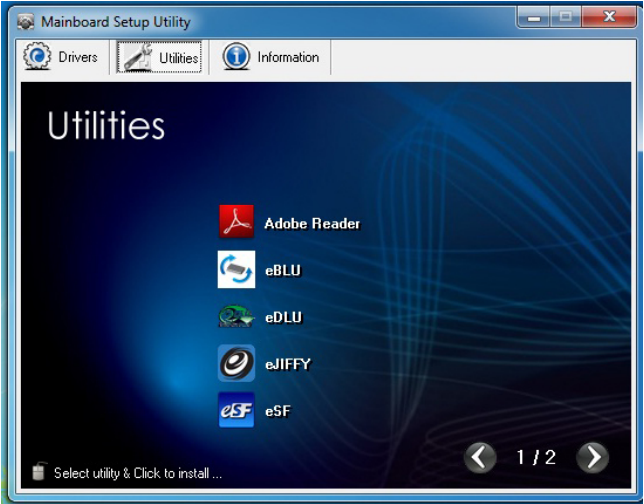 Mainboard Setup Utility
Drivers Utilities Information
Utilities
Adobe Reader
eBLU
eDLU
eJIFFY
eSF eSF
1 / 2
Select utility & Click to install ...